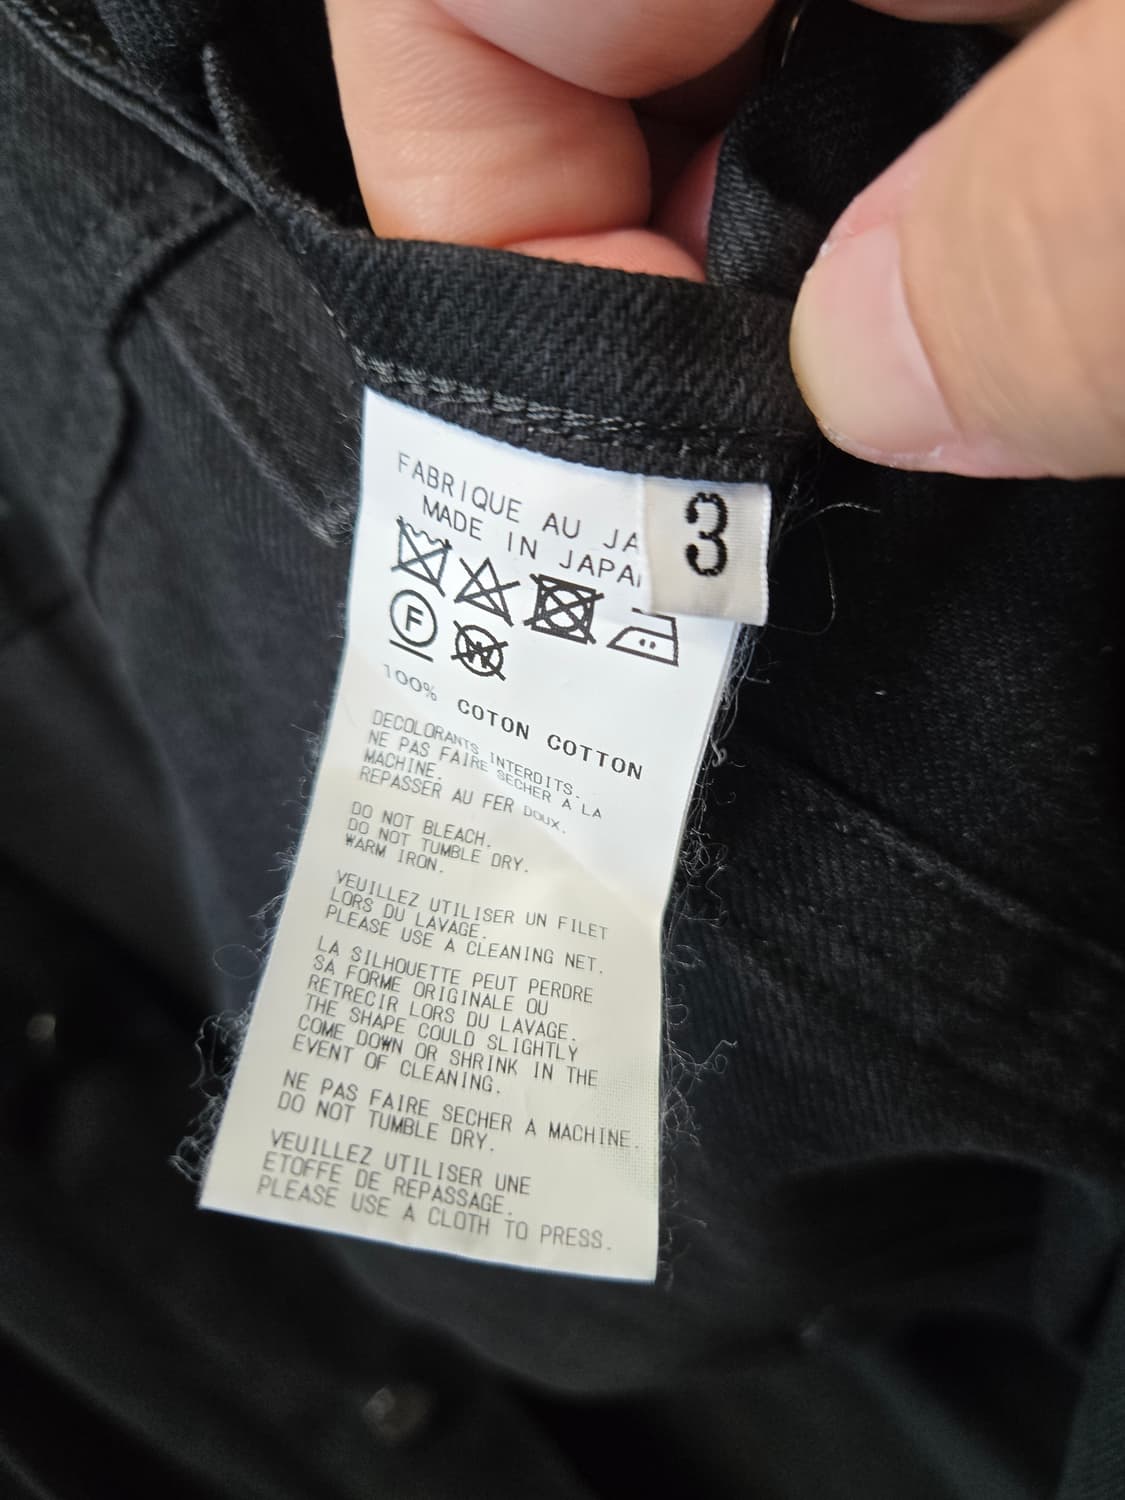 FABRIQUE AU JA
MADE IN JAPA
3
F
W
100% COTON COTTON
DECOLORANTS INTERDITS.
NE PAS FAIRE SECHER A LA
MACHINE.
REPASSER AU FER DOUX.
DO NOT BLEACH.
DO NOT TUMBLE DRY.
WARM IRON.
VEUILLEZ UTILISER UN FILET
LORS DU LAVAGE.
PLEASE USE A CLEANING NET.
LA SILHOUETTE PEUT PERDRE
SA FORME ORIGINALE OU
RETRECIR LORS DU LAVAGE.
THE SHAPE COULD SLIGHTLY
COME DOWN OR SHRINK IN THE
EVENT OF CLEANING.
NE PAS FAIRE SECHER A MACHINE.
DO NOT TUMBLE DRY.
VEUILLEZ UTILISER UNE
ETOFFE DE REPASSAGE.
PLEASE USE A CLOTH TO PRESS.